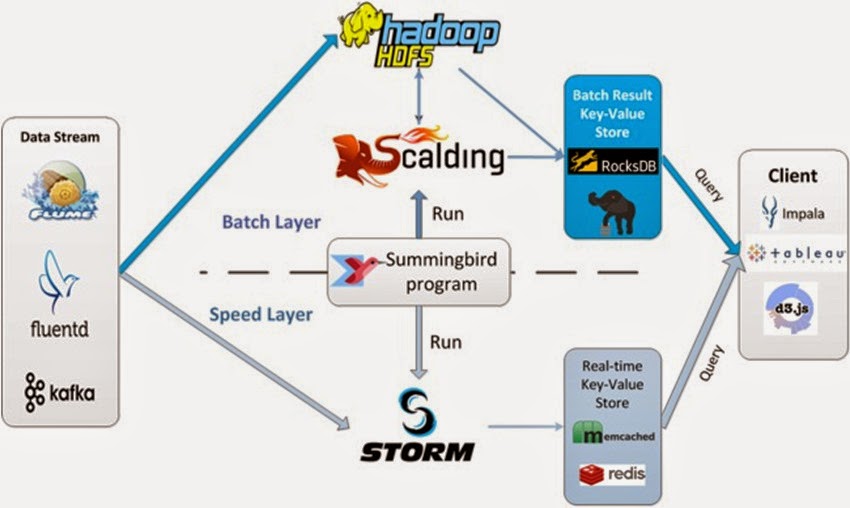 hadoop
HDFS
Data Stream
FLUME
fluentd
kafka
Scalding
Batch Layer
Run
Summingbird
program
Speed Layer
Run
STORM
Batch Result
Key-Value
Store
RocksDB
Real-time
Key-Value
Store
memcached
redis
Query
Query
Client
Impala
+tableau
d3.js